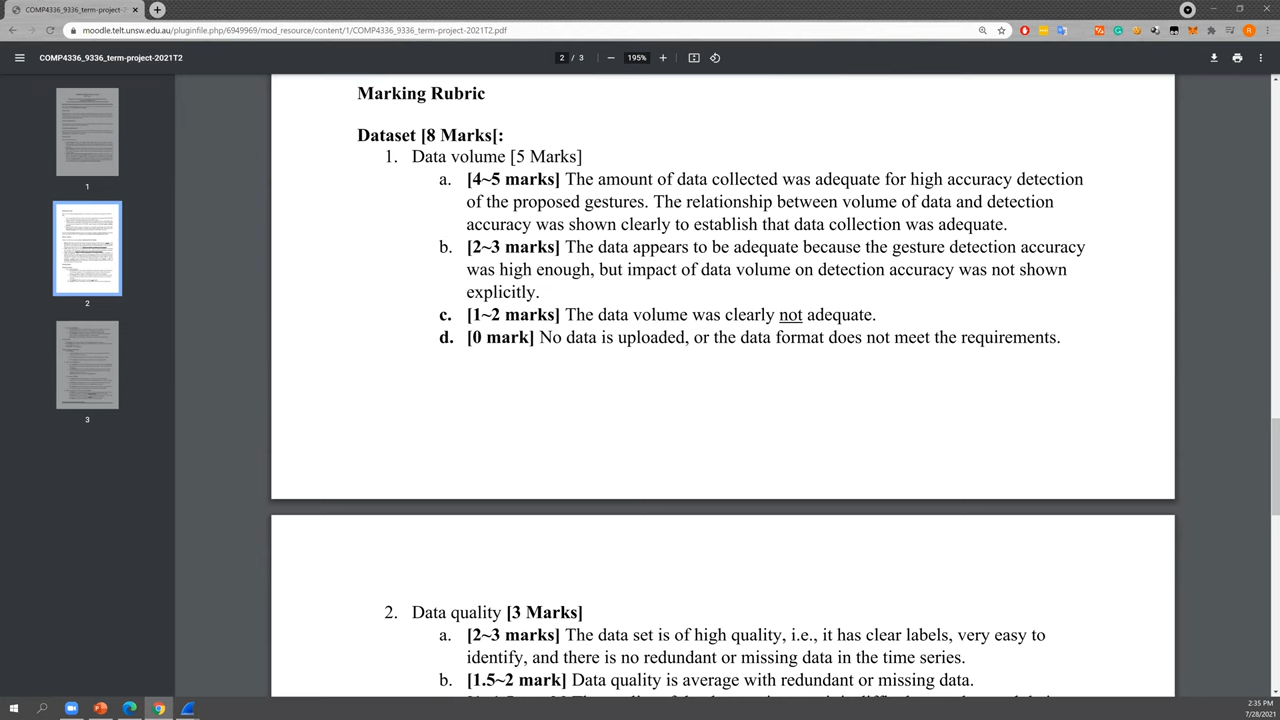 COMP4336_9336_term-project-
moodle.telt.unsw.edu.au/pluginfile.php/6949969/mod_resource/content/1/COMP4336_9336_term-project-2021T2.pdf
COMP4336_9336_term-project-2021T2
2 / 3
195%
1
2
3
Marking Rubric
Dataset [8 Marks[:
1. Data volume [5 Marks]
a. [4~5 marks] The amount of data collected was adequate for high accuracy detection
of the proposed gestures. The relationship between volume of data and detection
accuracy was shown clearly to establish that data collection was adequate.
b. [2~3 marks] The data appears to be adequate because the gesture detection accuracy
was high enough, but impact of data volume on detection accuracy was not shown
explicitly.
c. [1~2 marks] The data volume was clearly not adequate.
d. [0 mark] No data is uploaded, or the data format does not meet the requirements.
2. Data quality [3 Marks]
a. [2~3 marks] The data set is of high quality, i.e., it has clear labels, very easy to
identify, and there is no redundant or missing data in the time series.
b. [1.5~2 mark] Data quality is average with redundant or missing data.
2:35 PM
7/28/2021